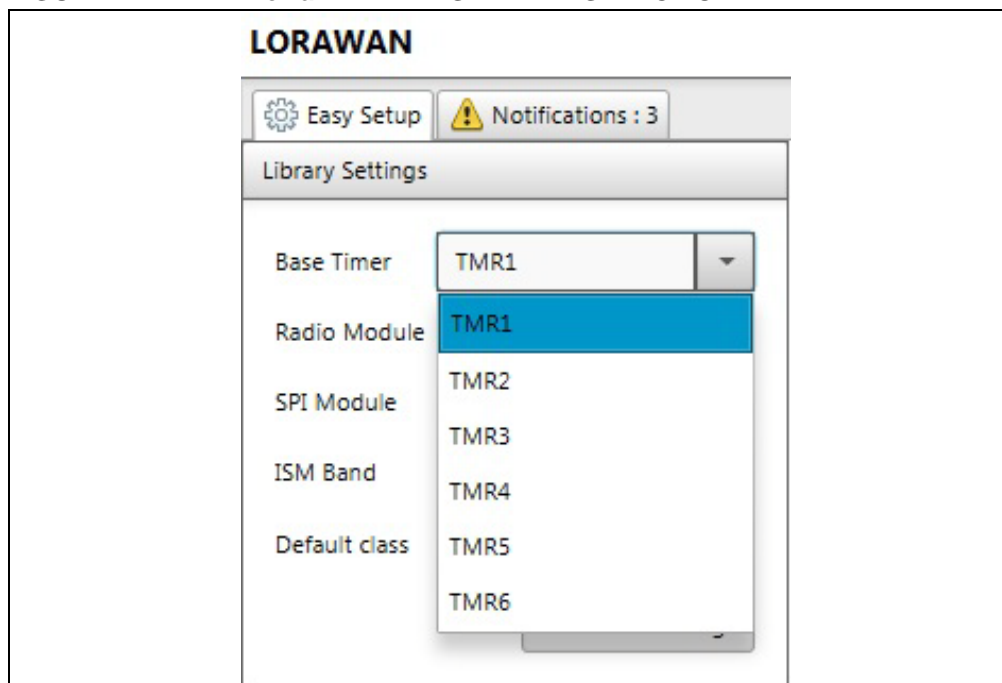 LORAWAN
Easy Setup Notifications : 3
Library Settings
Base Timer TMR1
Radio Module TMR1
TMR2
SPI Module
TMR3
ISM Band
TMR4
Default class TMR5
TMR6